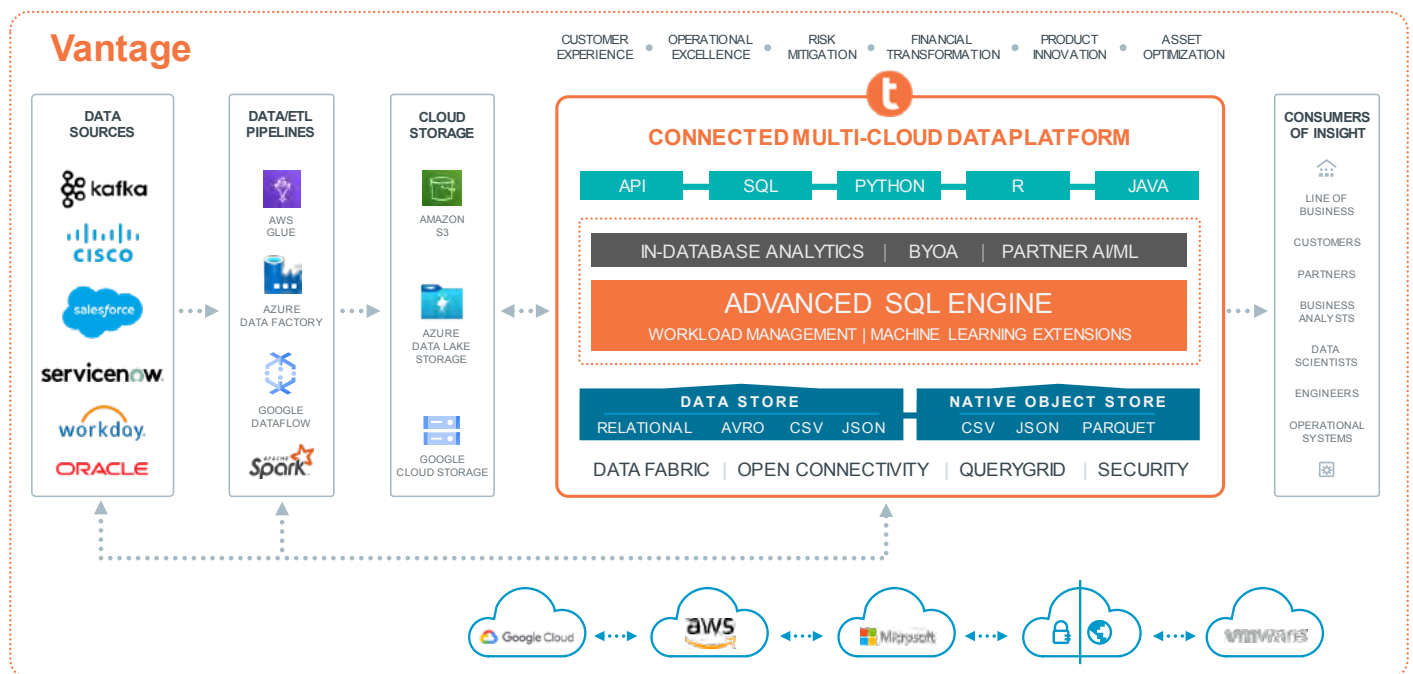 Vantage
CUSTOMER
EXPERIENCE
OPERATIONAL
EXCELLENCE
RISK
MITIGATION
FINANCIAL
TRANSFORMATION
PRODUCT
INNOVATION
ASSET
OPTIMIZATION
DATA
SOURCES
kafka
CISCO
salesforce
servicenow
workday.
ORACLE
DATA/ETL
PIPELINES
AWS
GLUE
AZURE
DATA FACTORY
GOOGLE
DATAFLOW
APACHE
Spark
CLOUD
STORAGE
AMAZON
S3
AZURE
DATA LAKE
STORAGE
GOOGLE
CLOUD STORAGE
t
CONNECTED MULTI-CLOUD DATA PLATFORM
API SQL PYTHON R JAVA
IN-DATABASE ANALYTICS | BYOA | PARTNER AI/ML
ADVANCED SQL ENGINE
WORKLOAD MANAGEMENT | MACHINE LEARNING EXTENSIONS
DATA STORE
RELATIONAL AVRO CSV JSON
NATIVE OBJECT STORE
CSV JSON PARQUET
DATA FABRIC | OPEN CONNECTIVITY | QUERYGRID | SECURITY
CONSUMERS
OF INSIGHT
LINE OF
BUSINESS
CUSTOMERS
PARTNERS
BUSINESS
ANALYSTS
DATA
SCIENTISTS
ENGINEERS
OPERATIONAL
SYSTEMS
Google Cloud
aws
Microsoft
vmware